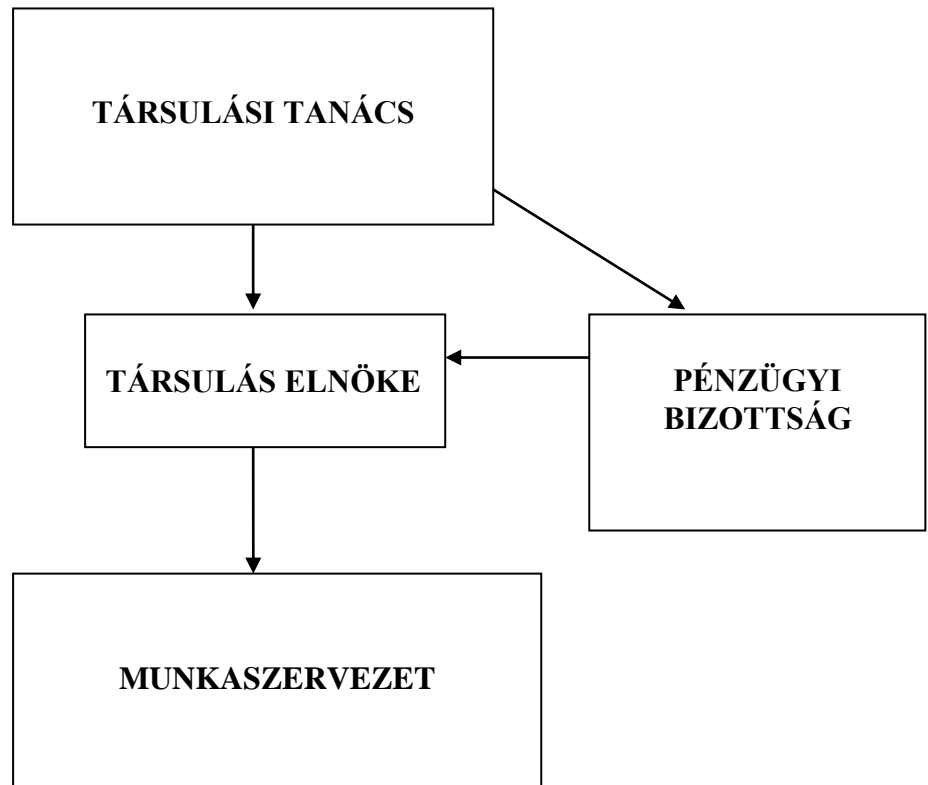 TÁRSULÁSI TANÁCS
TÁRSULÁS ELNÖKE
PÉNZÜGYI
BIZOTTSÁG
MUNKASZERVEZET